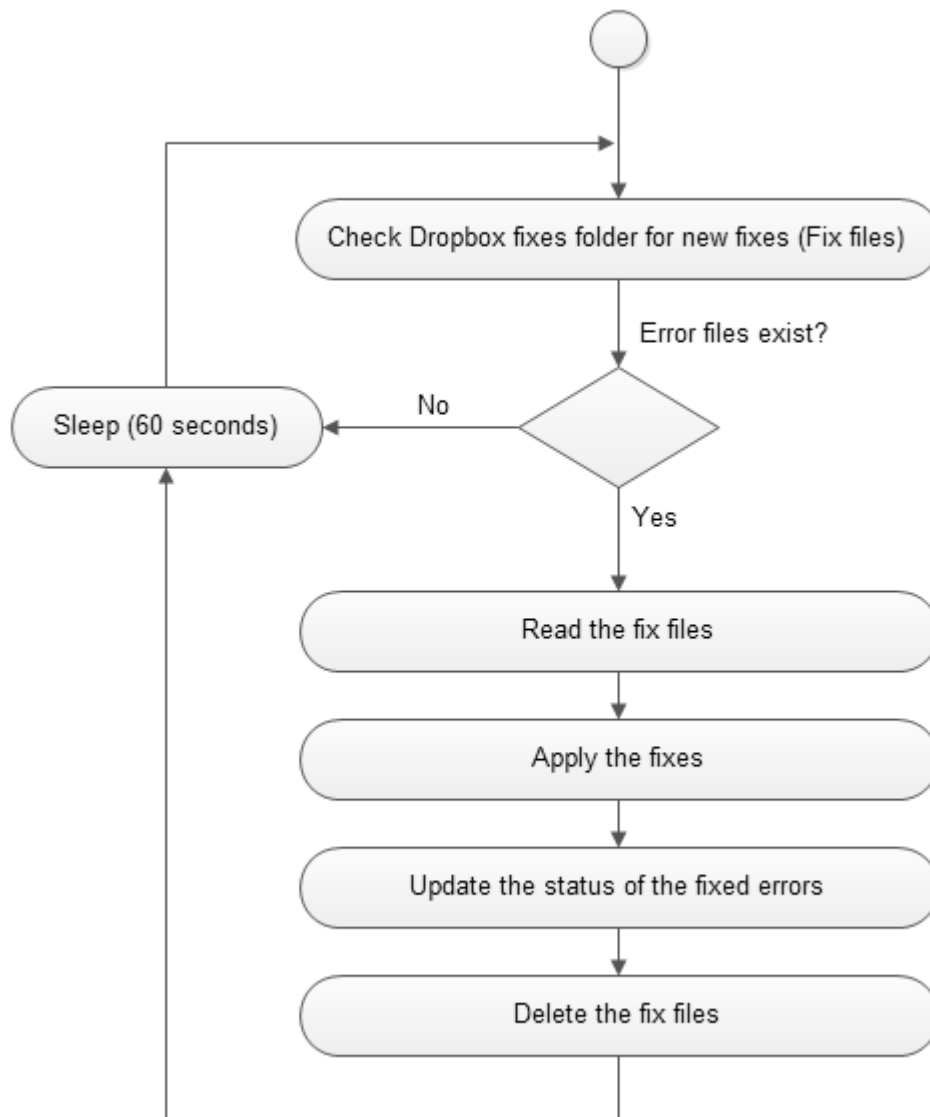 Check Dropbox fixes folder for new fixes (Fix files)
Error files exist?
No
Sleep (60 seconds)
Yes
Read the fix files
Apply the fixes
Update the status of the fixed errors
Delete the fix files